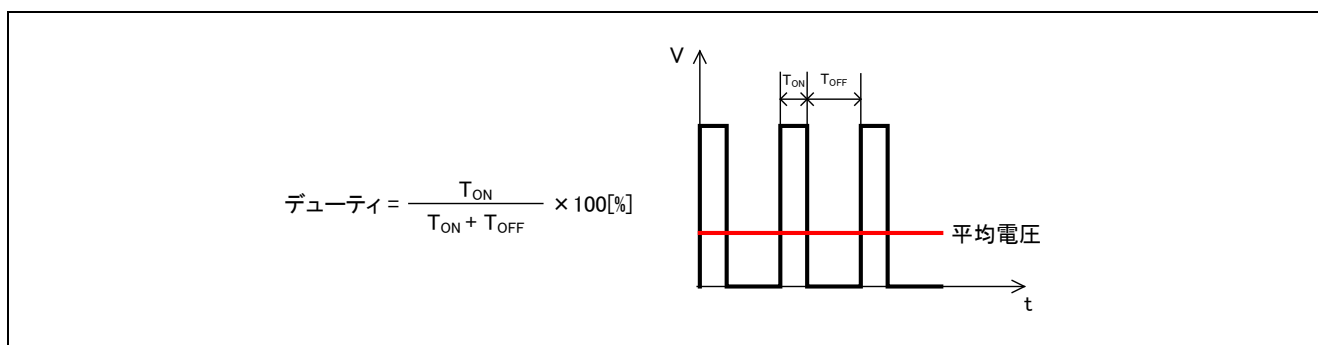 デューティ = TON / (TON + TOFF) × 100[%]
V
TON
TOFF
平均電圧
t